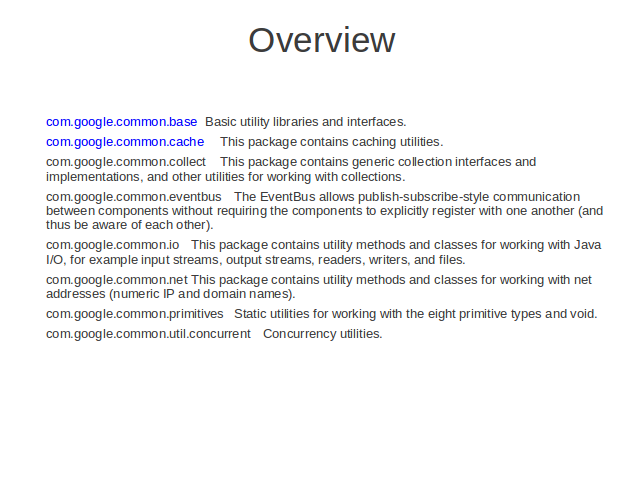 Overview
com.google.common.base Basic utility libraries and interfaces.
com.google.common.cache This package contains caching utilities.
com.google.common.collect This package contains generic collection interfaces and
implementations, and other utilities for working with collections.
com.google.common.eventbus The EventBus allows publish-subscribe-style communication
between components without requiring the components to explicitly register with one another (and
thus be aware of each other).
com.google.common.io This package contains utility methods and classes for working with Java
I/O, for example input streams, output streams, readers, writers, and files.
com.google.common.net This package contains utility methods and classes for working with net
addresses (numeric IP and domain names).
com.google.common.primitives Static utilities for working with the eight primitive types and void.
com.google.common.util.concurrent Concurrency utilities.